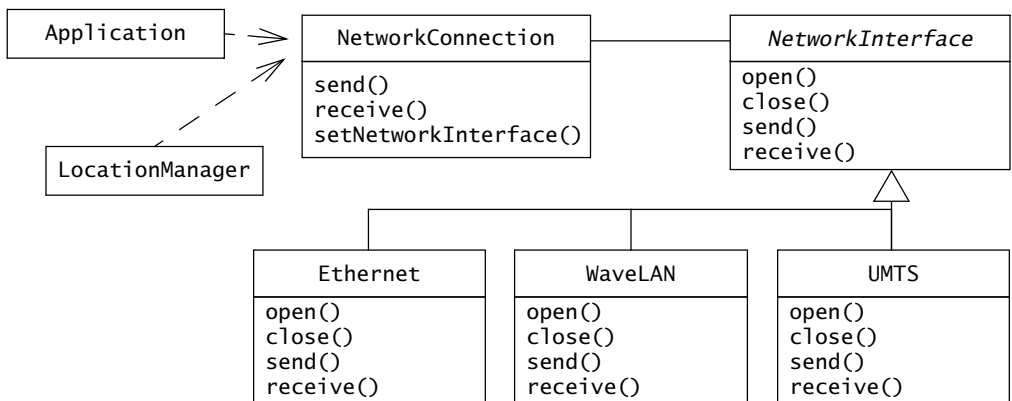 Application
NetworkConnection
send()
receive()
setNetworkInterface()
NetworkInterface
open()
close()
send()
receive()
LocationManager
Ethernet
open()
close()
send()
receive()
WaveLAN
open()
close()
send()
receive()
UMTS
open()
close()
send()
receive()